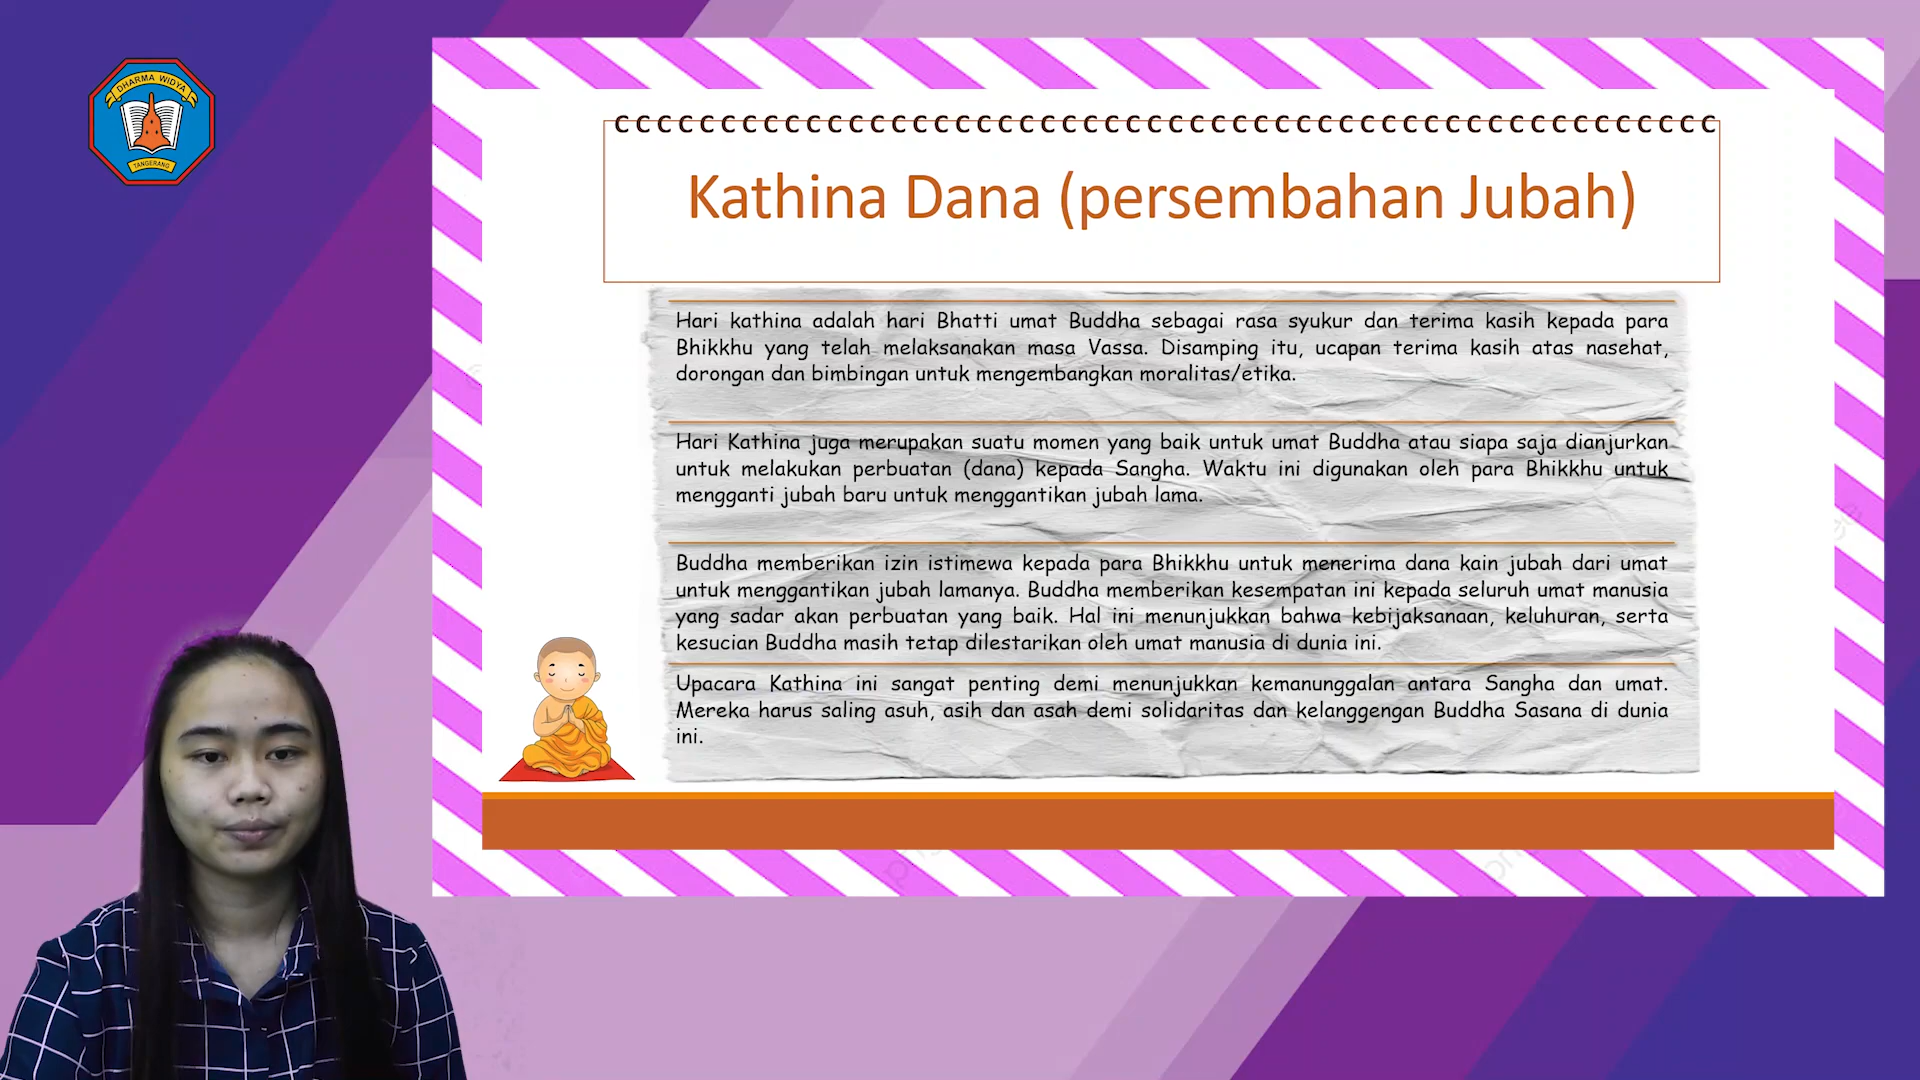 DHARMA WIDYA
TANGERANG
c c c c c c c c c c c c c c c c c c c c c c c c c c c c c c c c c c c c c c c c c c c c c c c c c c c c
Kathina Dana (persembahan Jubah)
Hari kathina adalah hari Bhatti umat Buddha sebagai rasa syukur dan terima kasih kepada para
Bhikkhu yang telah melaksanakan masa Vassa. Disamping itu, ucapan terima kasih atas nasehat,
dorongan dan bimbingan untuk mengembangkan moralitas/etika.
Hari Kathina juga merupakan suatu momen yang baik untuk umat Buddha atau siapa saja dianjurkan
untuk melakukan perbuatan (dana) kepada Sangha. Waktu ini digunakan oleh para Bhikkhu untuk
mengganti jubah baru untuk menggantikan jubah lama.
Buddha memberikan izin istimewa kepada para Bhikkhu untuk menerima dana kain jubah dari umat
untuk menggantikan jubah lamanya. Buddha memberikan kesempatan ini kepada seluruh umat manusia
yang sadar akan perbuatan yang baik. Hal ini menunjukkan bahwa kebijaksanaan, keluhuran, serta
kesucian Buddha masih tetap dilestarikan oleh umat manusia di dunia ini.
Upacara Kathina ini sangat penting demi menunjukkan kemanunggalan antara Sangha dan umat.
Mereka harus saling asuh, asih dan asah demi solidaritas dan kelanggengan Buddha Sasana di dunia
ini.